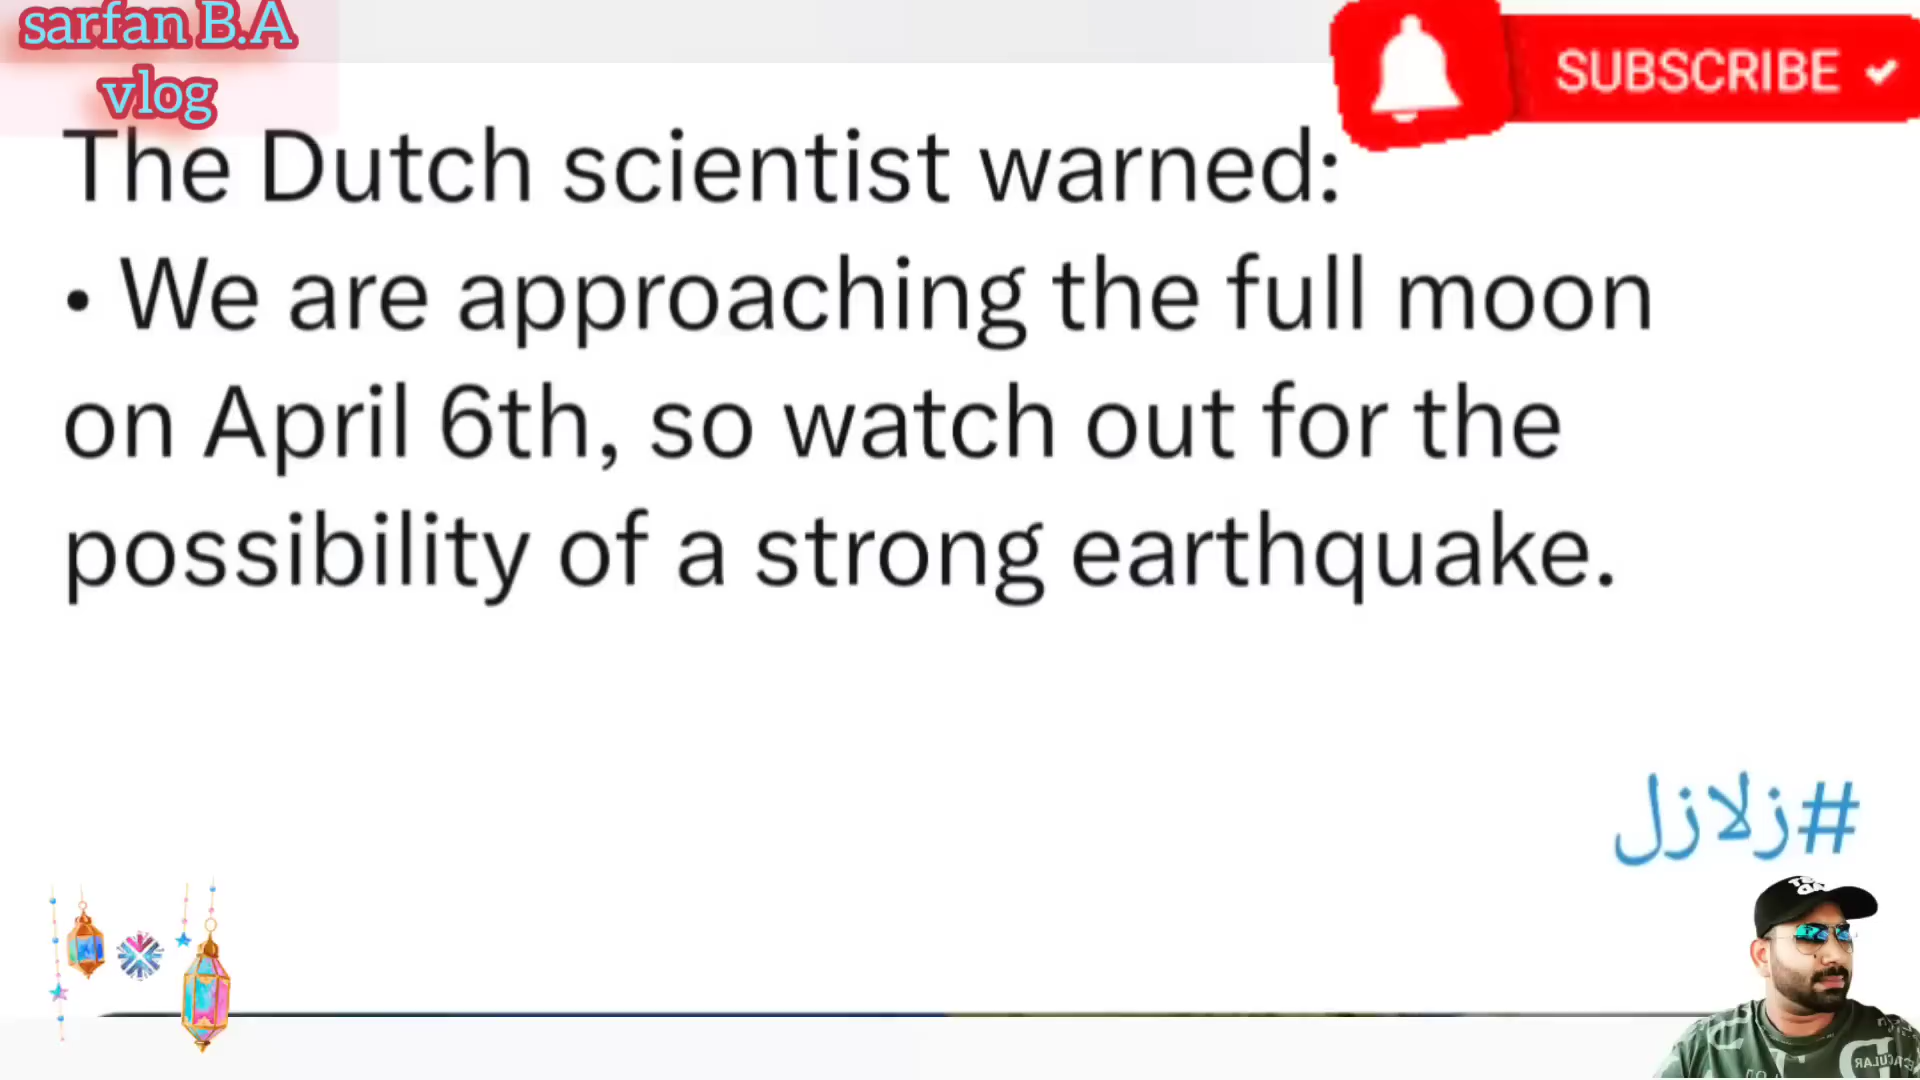 sarfan B.A
vlog
SUBSCRIBE
The Dutch scientist warned:
• We are approaching the full moon
on April 6th, so watch out for the
possibility of a strong earthquake.
#زلازل